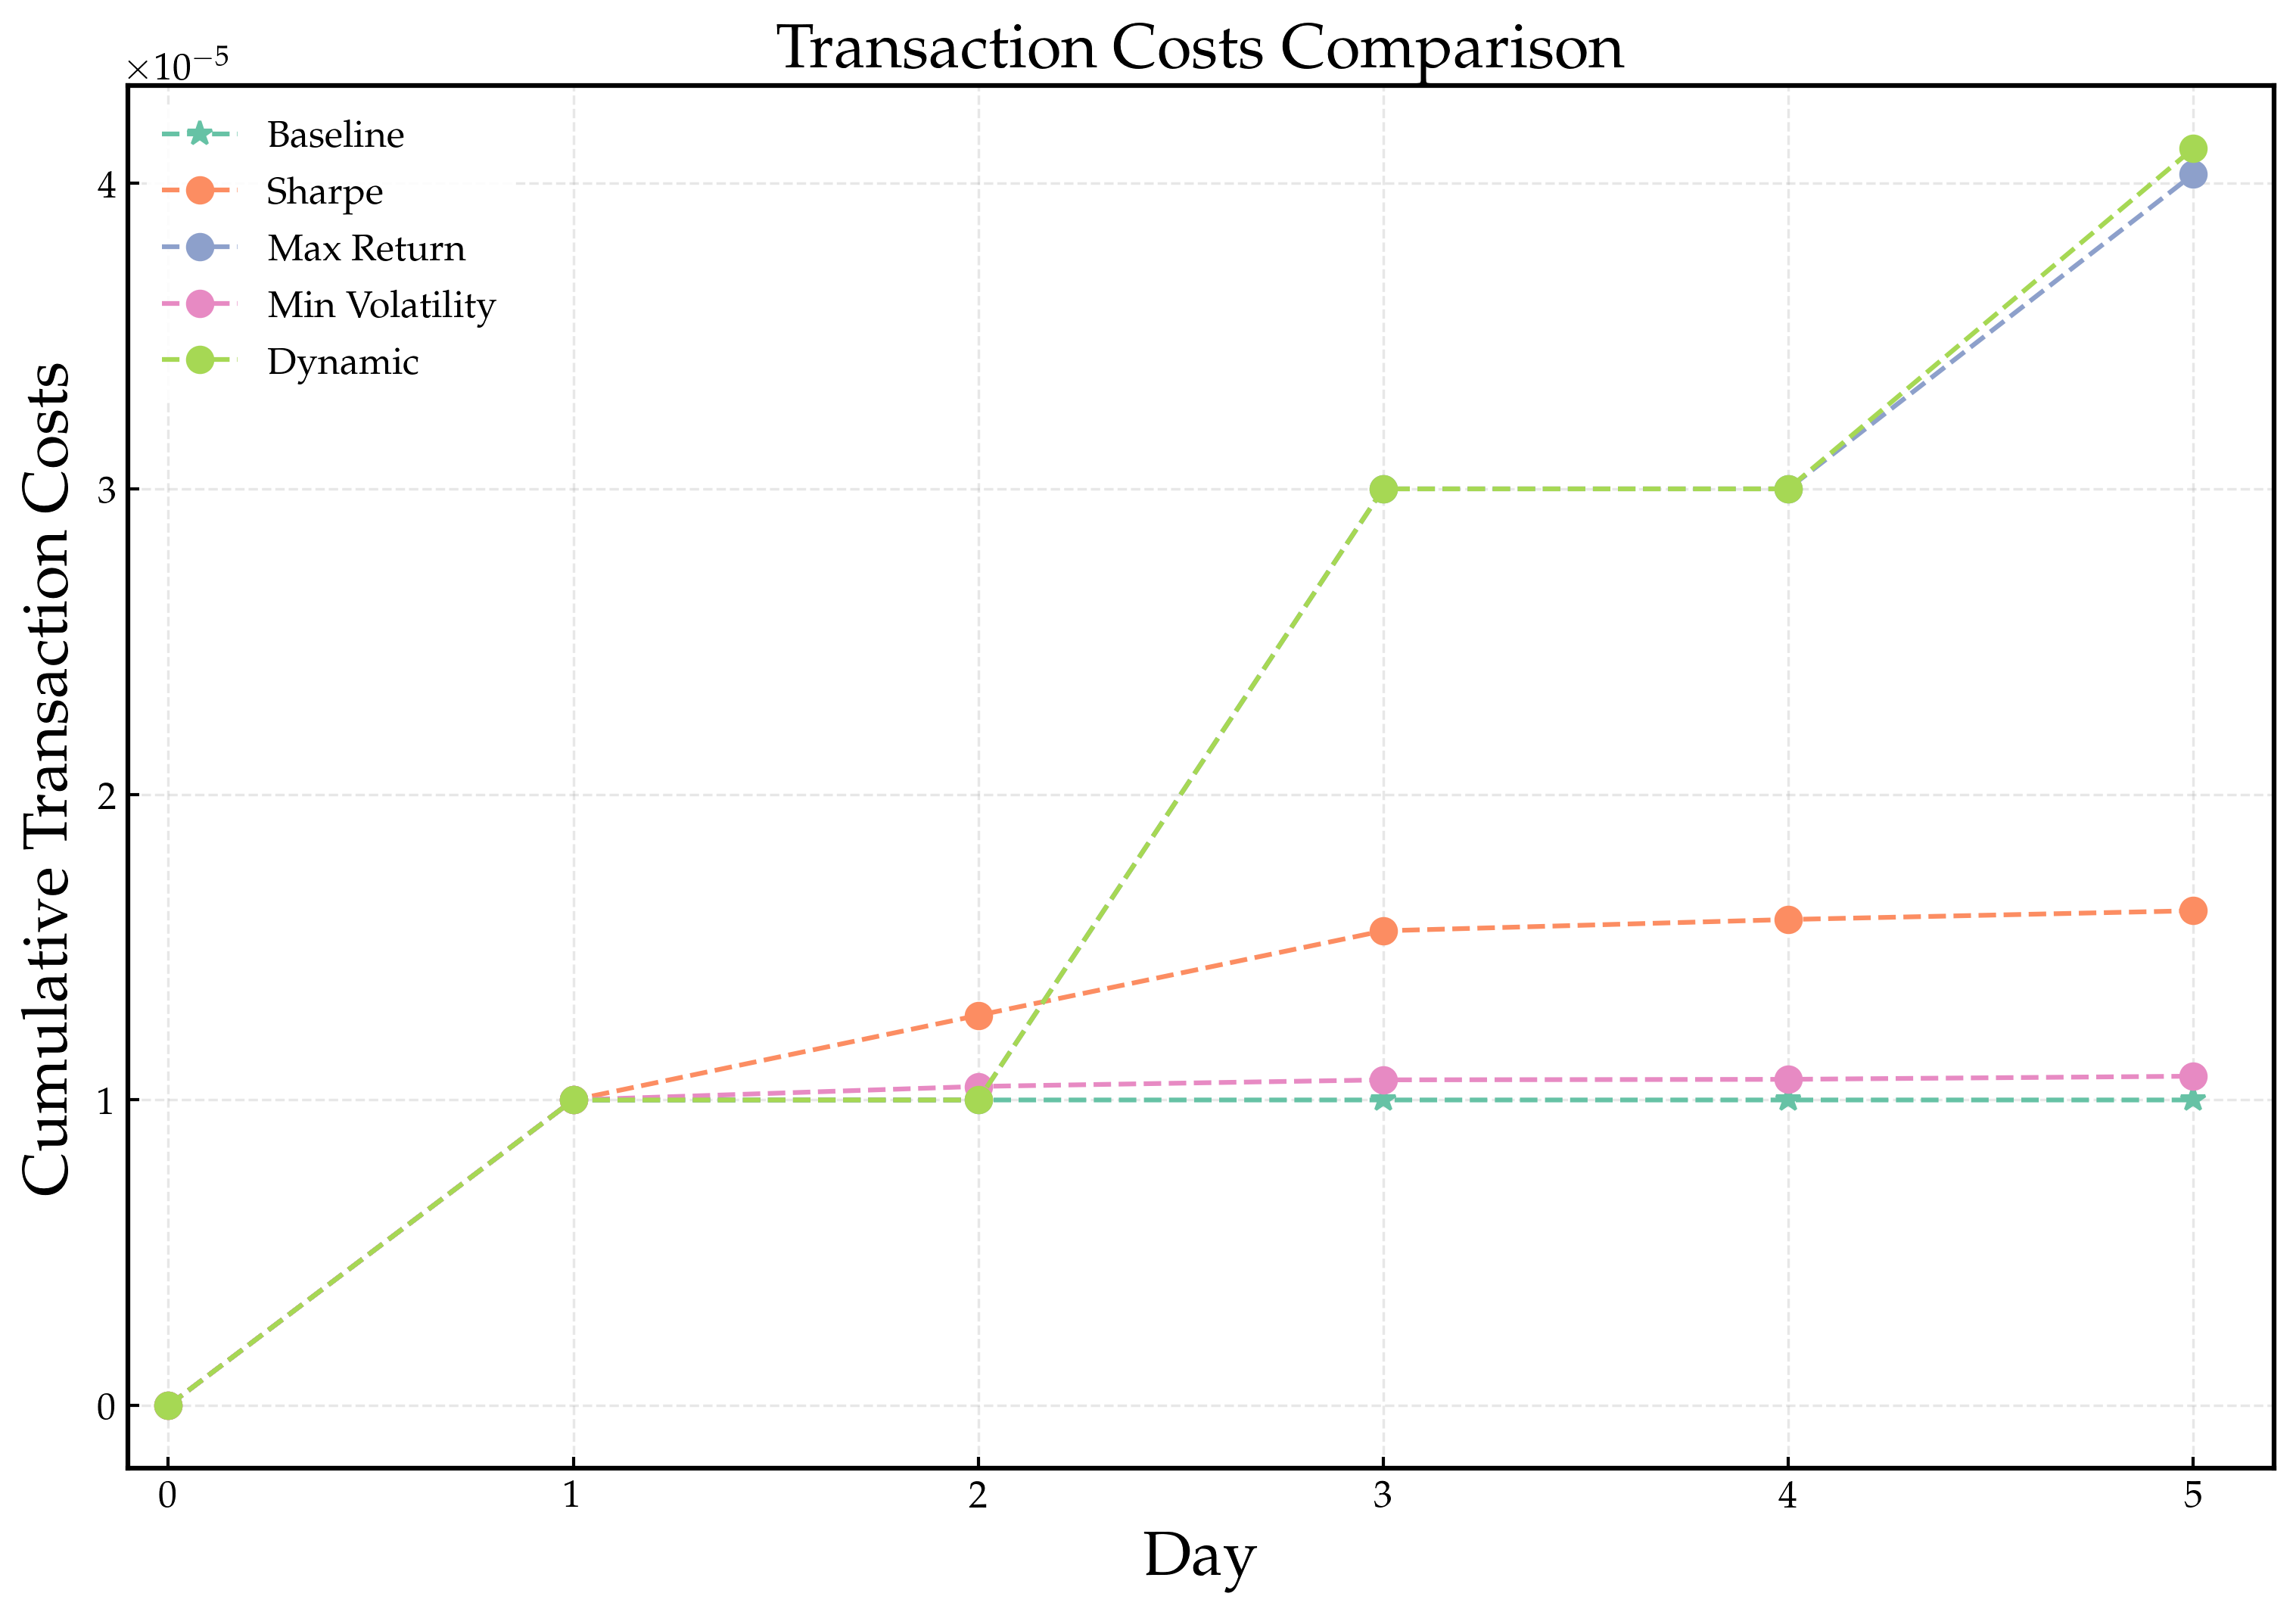 Transaction Costs Comparison
×10⁻⁵
Baseline
Sharpe
Max Return
Min Volatility
Dynamic
Cumulative Transaction Costs
4
3
2
1
0
0 1 2 3 4 5
Day